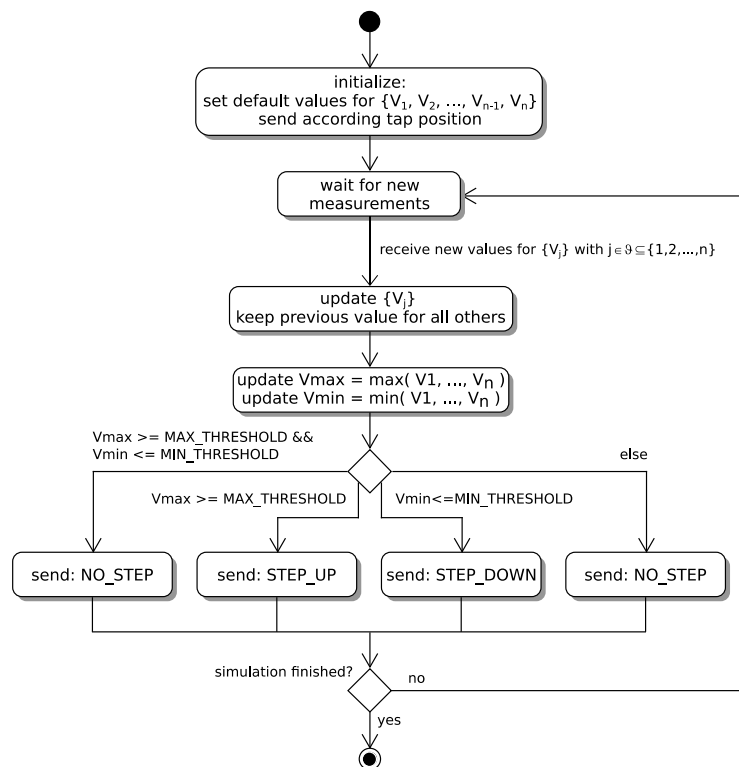 initialize:
set default values for {V1, V2, ..., Vn-1, Vn}
send according tap position
wait for new
measurements
receive new values for {Vj} with j∈ϑ⊆{1,2,...,n}
update {Vj}
keep previous value for all others
update Vmax = max( V1, ..., Vn )
update Vmin = min( V1, ..., Vn )
Vmax >= MAX_THRESHOLD &&
Vmin <= MIN_THRESHOLD
else
Vmax >= MAX_THRESHOLD
Vmin<=MIN_THRESHOLD
send: NO_STEP
send: STEP_UP
send: STEP_DOWN
send: NO_STEP
simulation finished?
no
yes